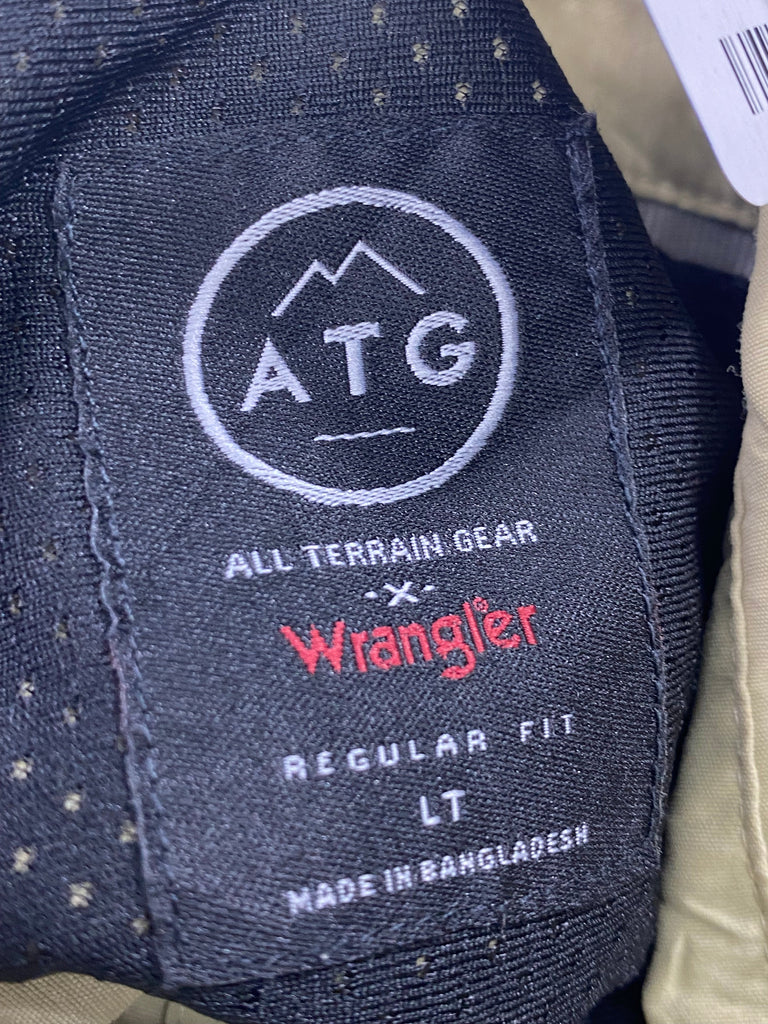 ATG
ALL TERRAIN GEAR
-X-
Wrangler®
REGULAR FIT
LT
MADE IN BANGLADESH